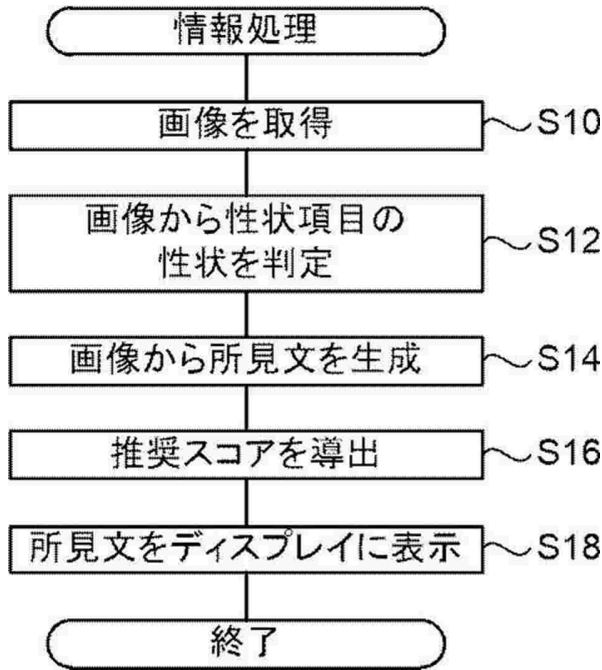 情報処理
画像を取得
S10
画像から性状項目の
性状を判定
S12
画像から所見文を生成
S14
推奨スコアを導出
S16
所見文をディスプレイに表示
S18
終了